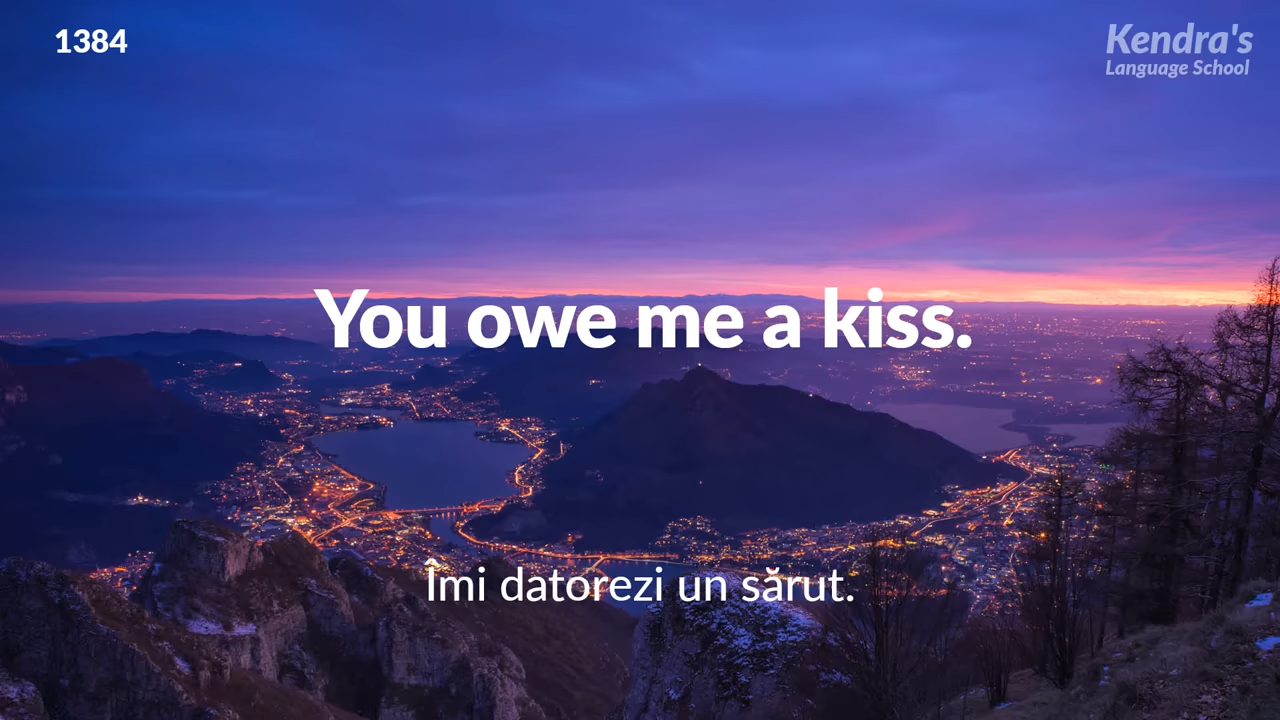 1384
Kendra's
Language School
You owe me a kiss.
Îmi datorezi un sărut.